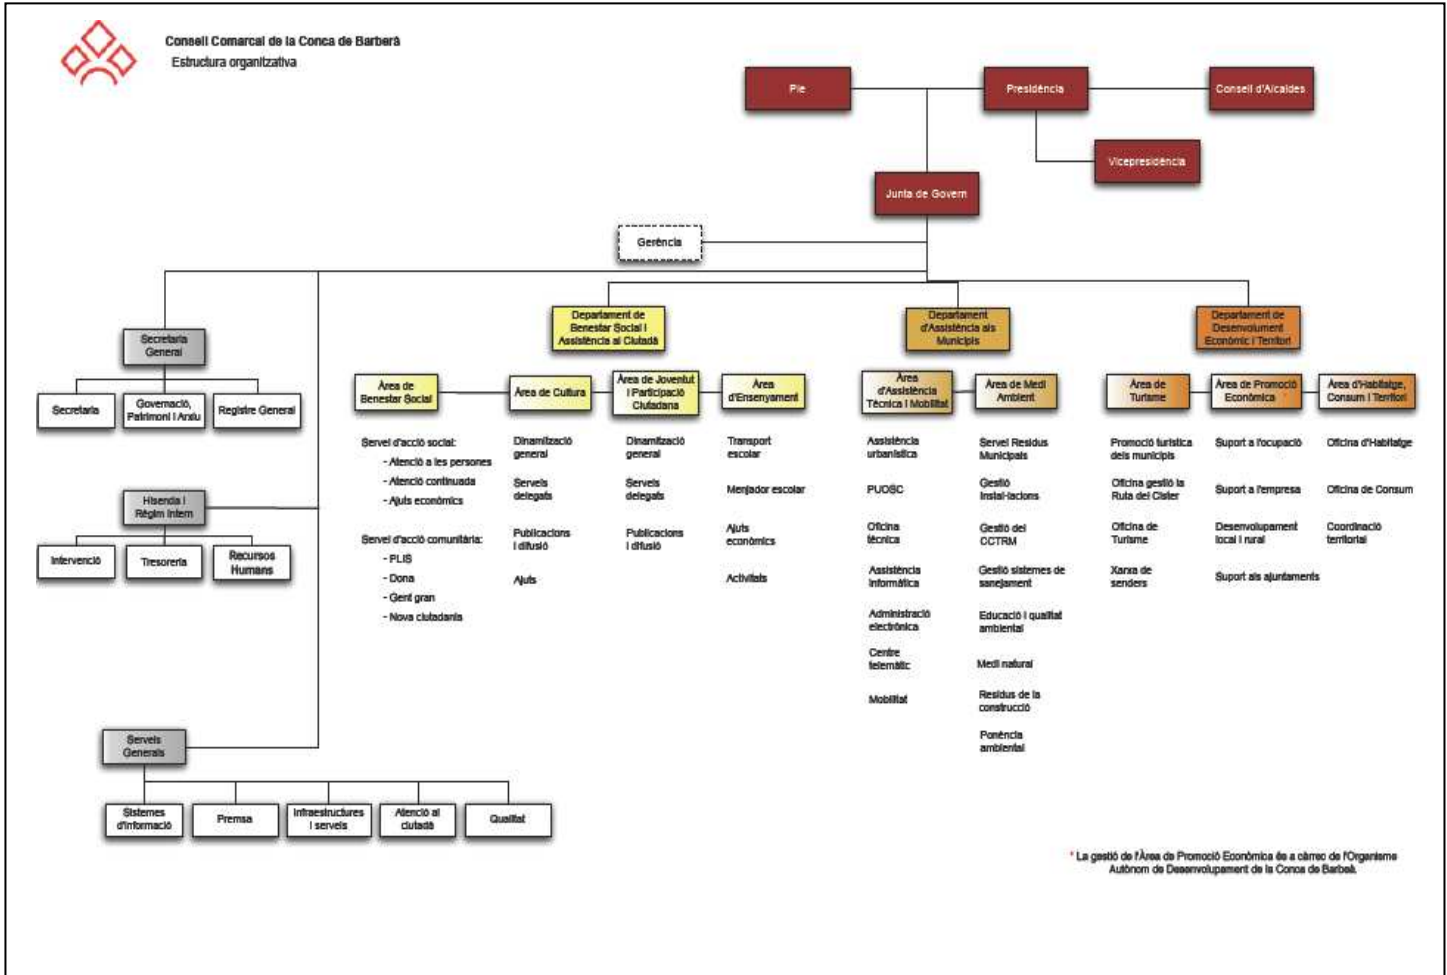 Consell Comarcal de la Conca de Barberà
Estructura organitzativa
Ple
Presidència
Consell d'Alcaldes
Vicepresidència
Junta de Govern
Gerència
Secretaria
General
Secretaria
Governació,
Patrimoni i Arxiu
Registre General
Hisenda i
Règim Intern
Intervenció
Tresoreria
Recursos
Humans
Serveis
Generals
Sistemes
d'Informació
Premsa
Infraestructures
i serveis
Atenció al
ciutadà
Qualitat
Departament de
Benestar Social i
Assistència al Ciutadà
Àrea de
Benestar Social
Servei d'acció social:
- Atenció a les persones
- Atenció continuada
- Ajuts econòmics
Servei d'acció comunitària:
- PLIS
- Dona
- Gent gran
- Nova ciutadania
Àrea de Cultura
Dinamització
general
Serveis
delegats
Publicacions
i difusió
Ajuts
Àrea de Joventut
i Participació
Ciutadana
Dinamització
general
Serveis
delegats
Publicacions
i difusió
Àrea
d'Ensenyament
Transport
escolar
Menjador escolar
Ajuts
econòmics
Activitats
Departament
d'Assistència als
Municipis
Àrea
d'Assistència
Tècnica i Mobilitat
Assistència
urbanística
PUOSC
Oficina
tècnica
Assistència
informàtica
Administració
electrònica
Centre
telemàtic
Mobilitat
Àrea de Medi
Ambient
Servei Residus
Municipals
Gestió
Instal·lacions
Gestió del
CCTRM
Gestió sistemes de
sanejament
Educació i qualitat
ambiental
Medi natural
Residus de la
construcció
Ponència
ambiental
Departament de
Desenvolument
Econòmic i Territori
Àrea de
Turisme
Promoció turística
dels municipis
Oficina gestió la
Ruta del Cister
Oficina de
Turisme
Xarxa de
senders
Àrea de Promoció
Econòmica
Suport a l'ocupació
Suport a l'empresa
Desenvolupament
local i rural
Suport als ajuntaments
Àrea d'Habitatge,
Consum i Territori
Oficina d'Habitatge
Oficina de Consum
Coordinació
territorial
* La gestió de l'Àrea de Promoció Econòmica és a càrrec de l'Organisme
Autònom de Desenvolupament de la Conca de Barbeà.